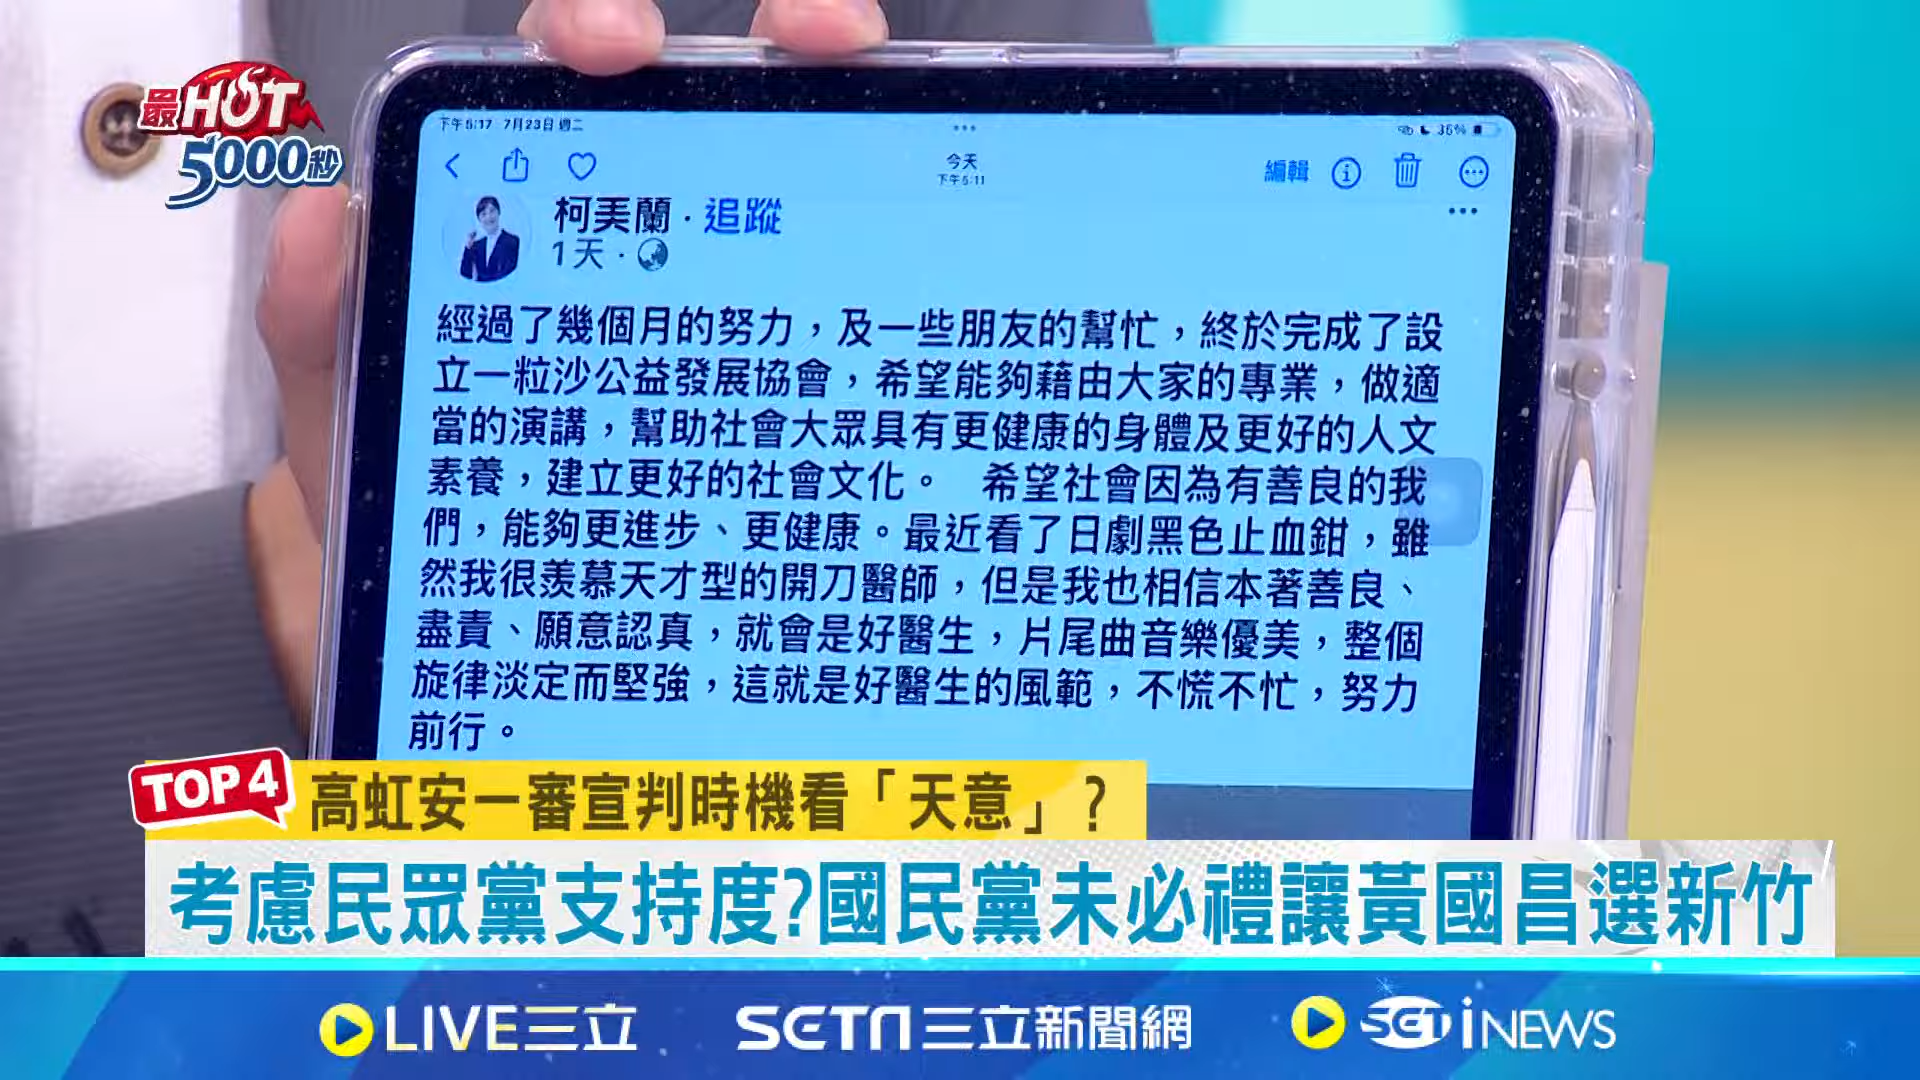 最HOT
5000秒
下午5:17 7月23日 週二
36%
今天
下午5:11
編輯
柯美蘭·追蹤
1天·
經過了幾個月的努力，及一些朋友的幫忙，終於完成了設
立一粒沙公益發展協會，希望能夠藉由大家的專業，做適
當的演講，幫助社會大眾具有更健康的身體及更好的人文
素養，建立更好的社會文化。 希望社會因為有善良的我
們，能夠更進步、更健康。最近看了日劇黑色止血鉗，雖
然我很羨慕天才型的開刀醫師，但是我也相信本著善良、
盡責、願意認真，就會是好醫生，片尾曲音樂優美，整個
旋律淡定而堅強，這就是好醫生的風範，不慌不忙，努力
前行。
TOP 4
高虹安一審宣判時機看「天意」？
考慮民眾黨支持度?國民黨未必禮讓黃國昌選新竹
LIVE三立
SETN三立新聞網
SET iNEWS